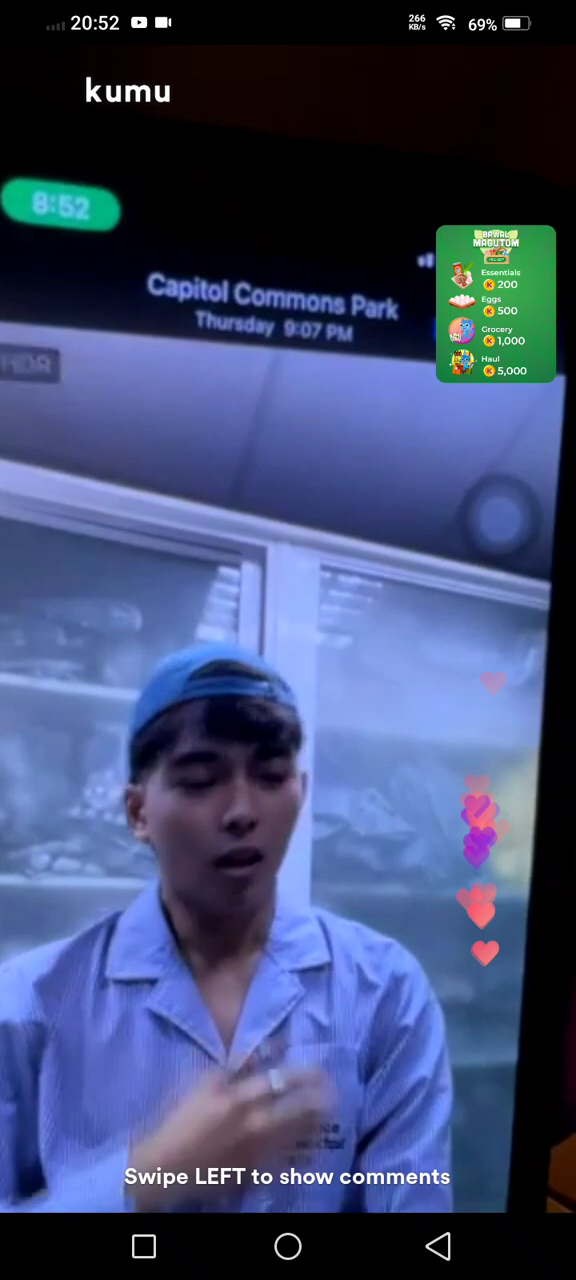 20:52
266
KB/s
69%
kumu
8:52
BAWAL
MAGUTOM
Essentials
200
Eggs
500
Grocery
1,000
Haul
5,000
Capitol Commons Park
Thursday 9:07 PM
HDR
Swipe LEFT to show comments